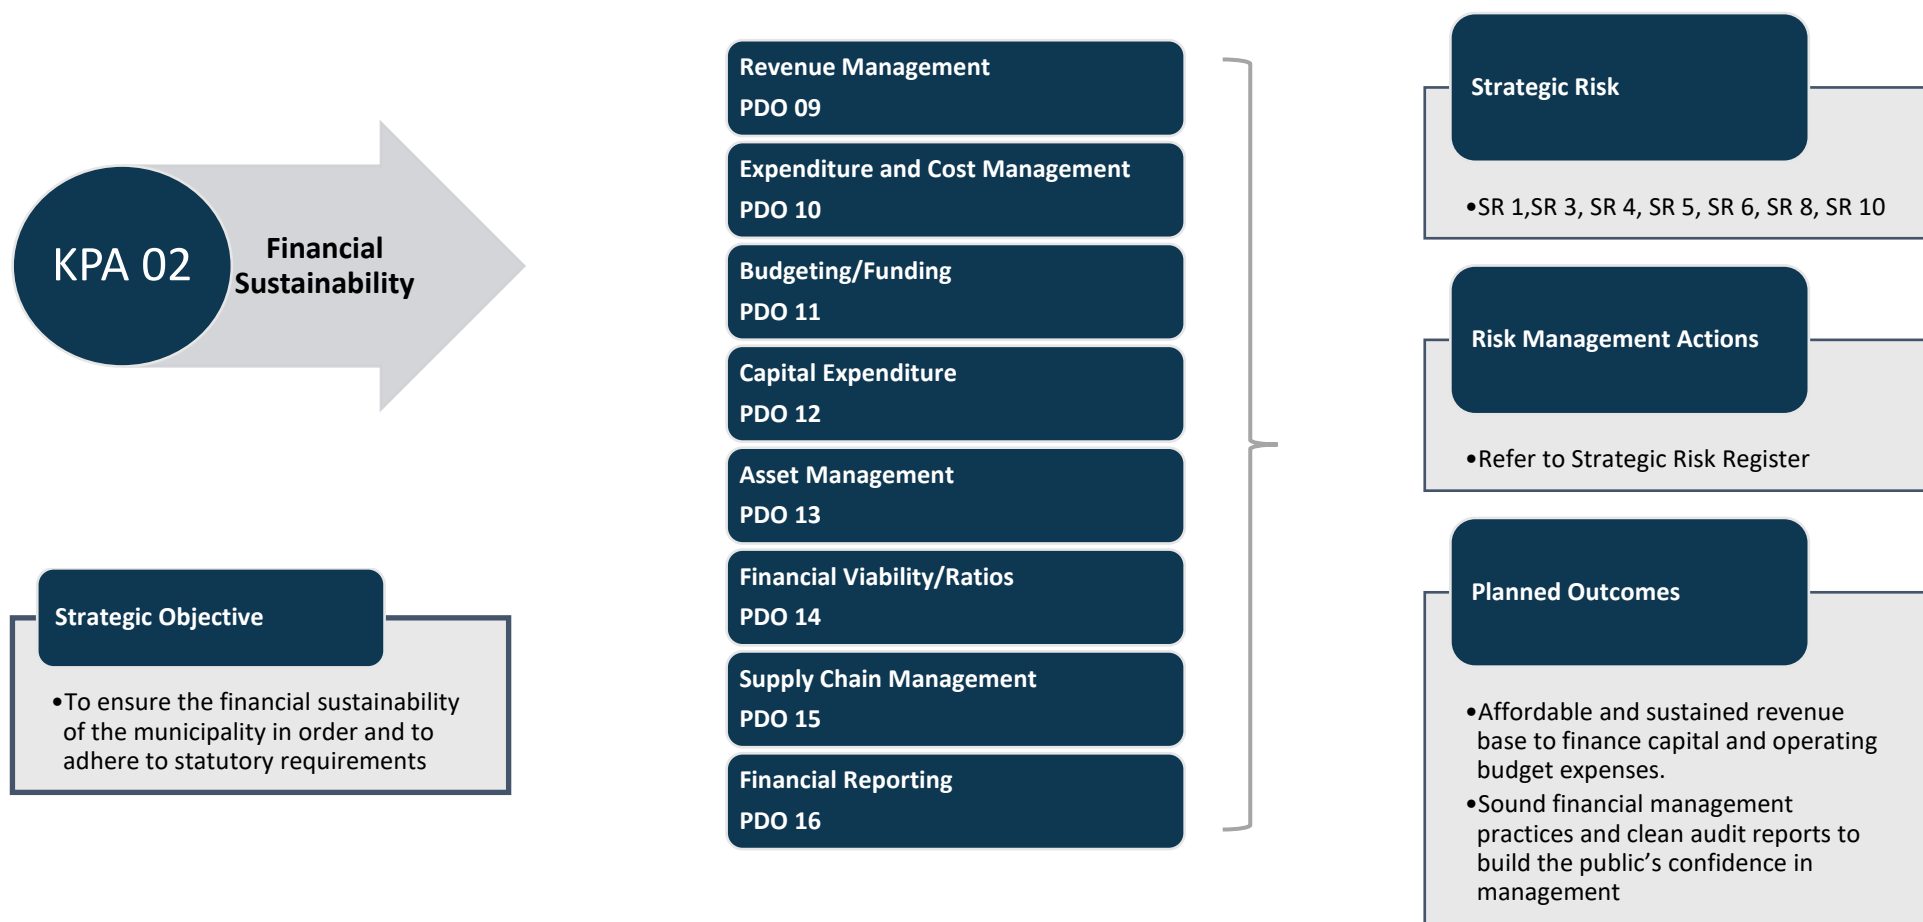 KPA 02
Financial
Sustainability
Strategic Objective
•To ensure the financial sustainability
of the municipality in order and to
adhere to statutory requirements
Revenue Management
PDO 09
Expenditure and Cost Management
PDO 10
Budgeting/Funding
PDO 11
Capital Expenditure
PDO 12
Asset Management
PDO 13
Financial Viability/Ratios
PDO 14
Supply Chain Management
PDO 15
Financial Reporting
PDO 16
Strategic Risk
•SR 1,SR 3, SR 4, SR 5, SR 6, SR 8, SR 10
Risk Management Actions
•Refer to Strategic Risk Register
Planned Outcomes
•Affordable and sustained revenue
base to finance capital and operating
budget expenses.
•Sound financial management
practices and clean audit reports to
build the public’s confidence in
management